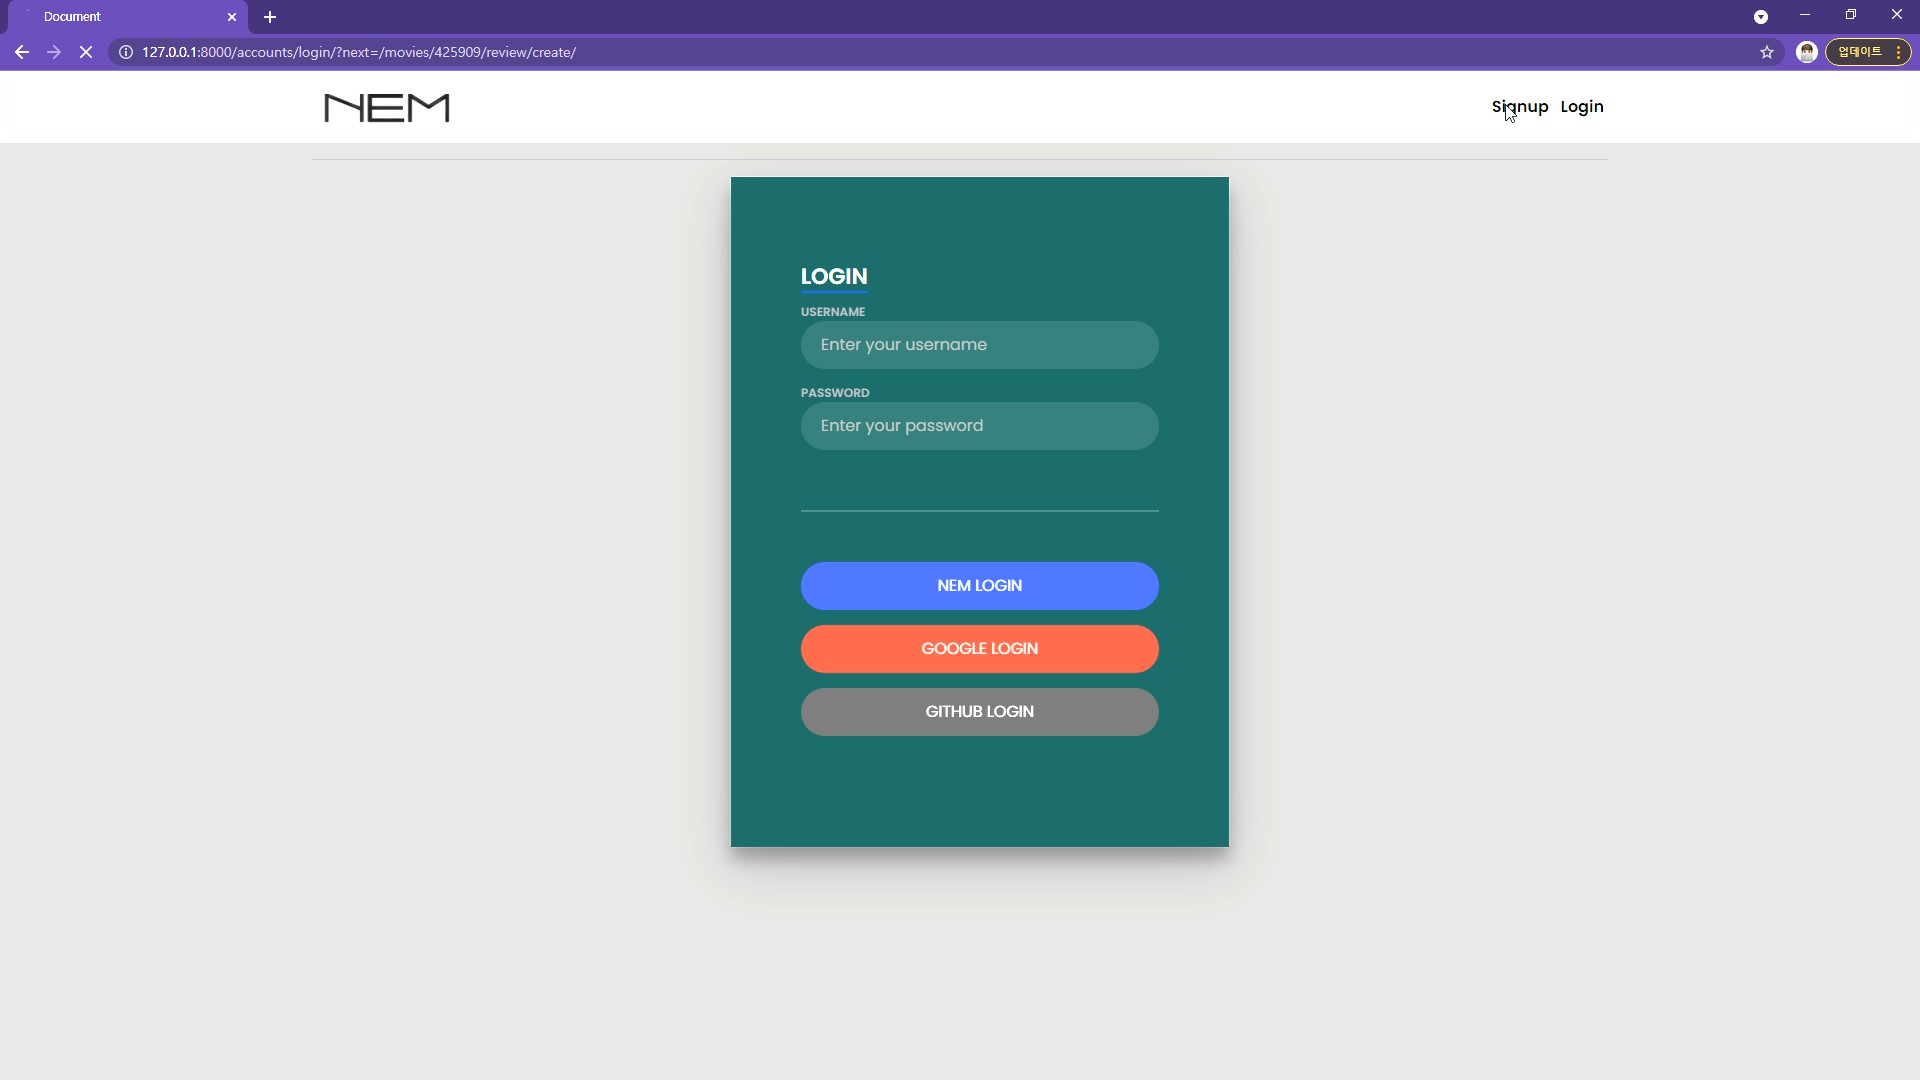 Document
127.0.0.1:8000/accounts/login/?next=/movies/425909/review/create/
업데이트
NEM
Signup Login
LOGIN
USERNAME
Enter your username
PASSWORD
Enter your password
NEM LOGIN
GOOGLE LOGIN
GITHUB LOGIN